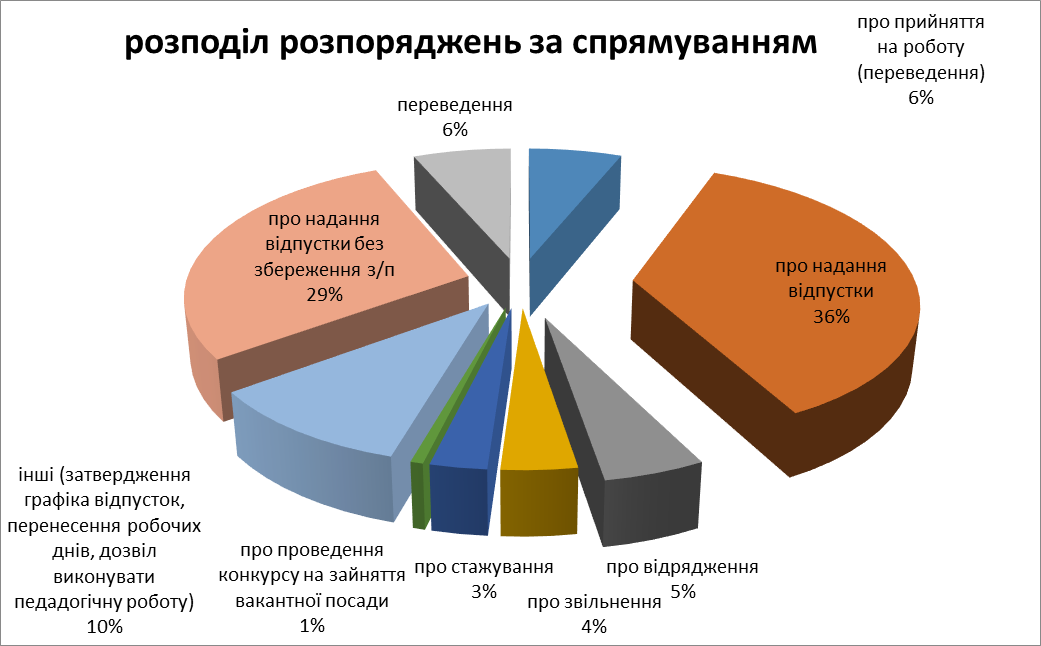 розподіл розпоряджень за спрямуванням
про прийняття
на роботу
(переведення)
6%
переведення
6%
про надання
відпустки без
збереження з/п
29%
про надання
відпустки
36%
інші (затвердження
графіка відпусток,
перенесення робочих
днів, дозвіл
виконувати
педадогічну роботу)
10%
про проведення
конкурсу на зайняття
вакантної посади
1%
про стажування
3%
про звільнення
4%
про відрядження
5%